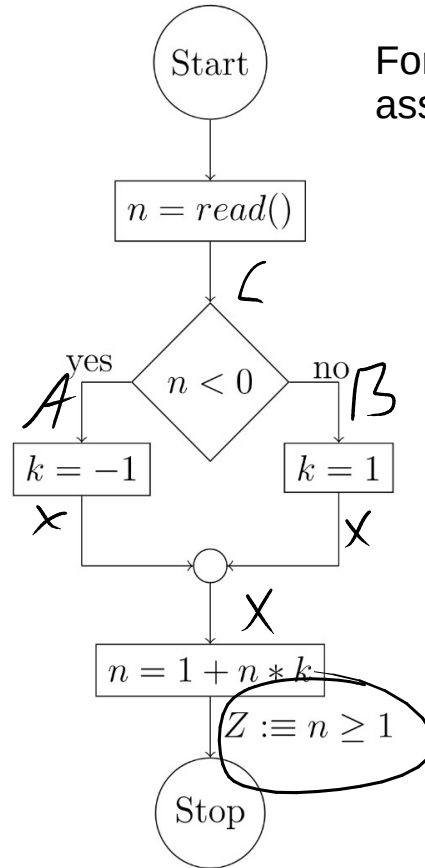 Start
For
ass
n = read()
C
yes
n < 0
no
A
B
k = −1
k = 1
x
X
X
n = 1 + n * k
Z :≡ n ≥ 1
Stop